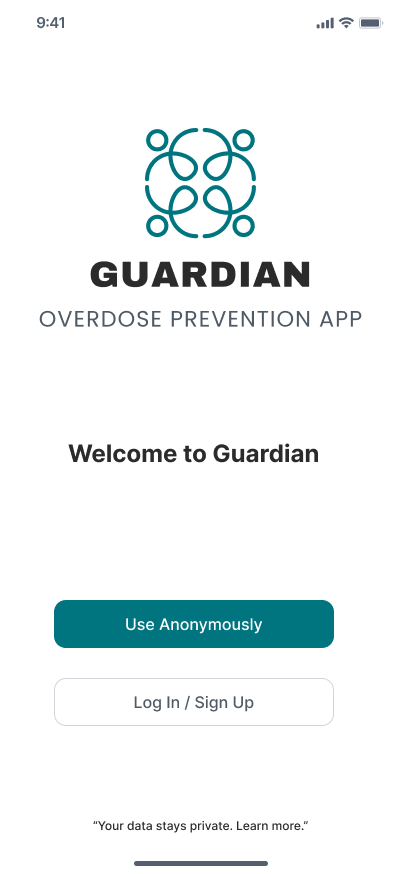 9:41
GUARDIAN
OVERDOSE PREVENTION APP
Welcome to Guardian
Use Anonymously
Log In / Sign Up
“Your data stays private. Learn more.”